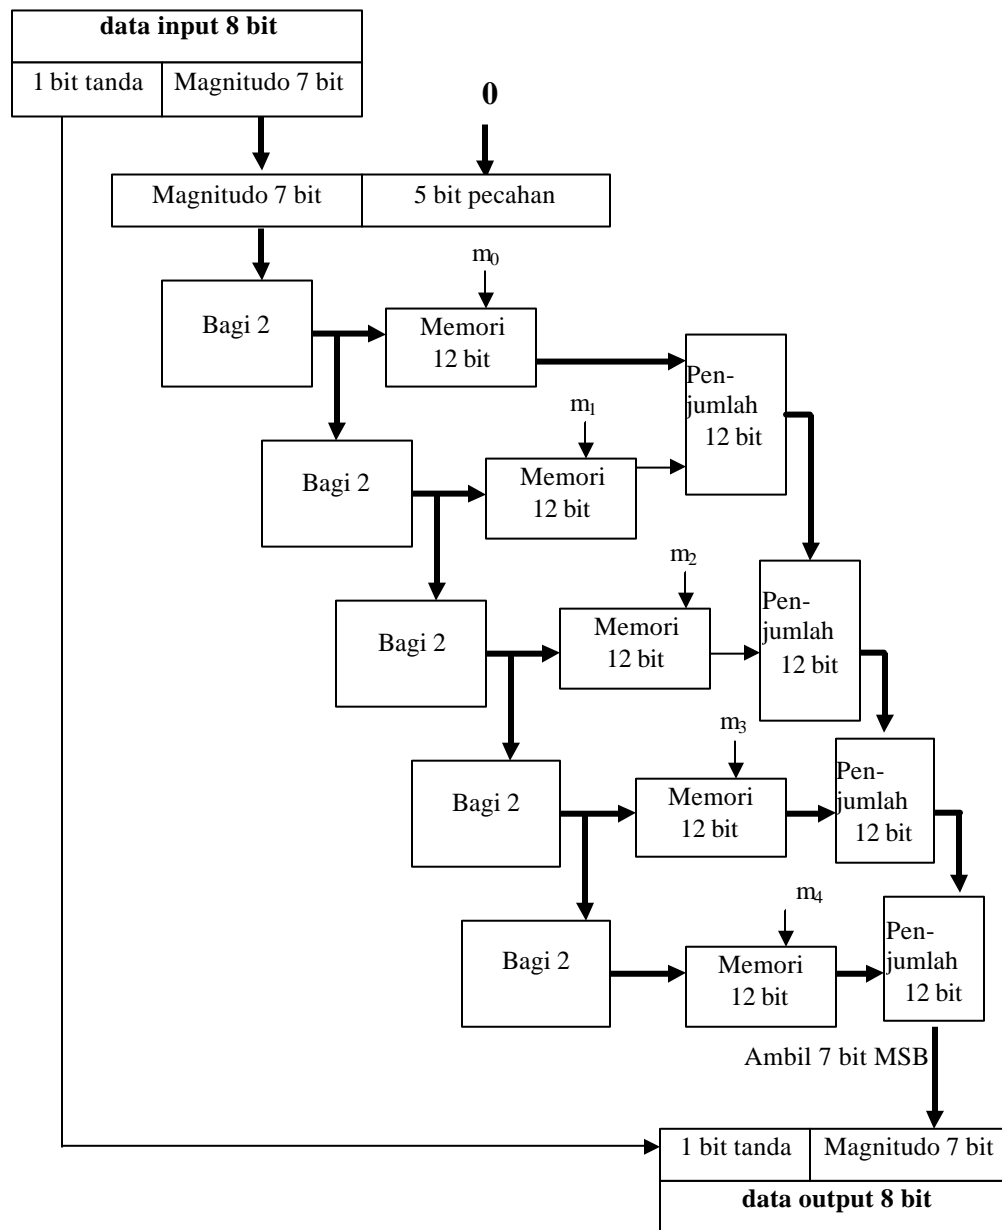 data input 8 bit
1 bit tanda
Magnitudo 7 bit
0
Magnitudo 7 bit
5 bit pecahan
m0
Bagi 2
Memori
12 bit
Pen-
jumlah
12 bit
m1
Bagi 2
Memori
12 bit
m2
Bagi 2
Memori
12 bit
Pen-
jumlah
12 bit
m3
Bagi 2
Memori
12 bit
Pen-
jumlah
12 bit
m4
Bagi 2
Memori
12 bit
Pen-
jumlah
12 bit
Ambil 7 bit MSB
1 bit tanda
Magnitudo 7 bit
data output 8 bit